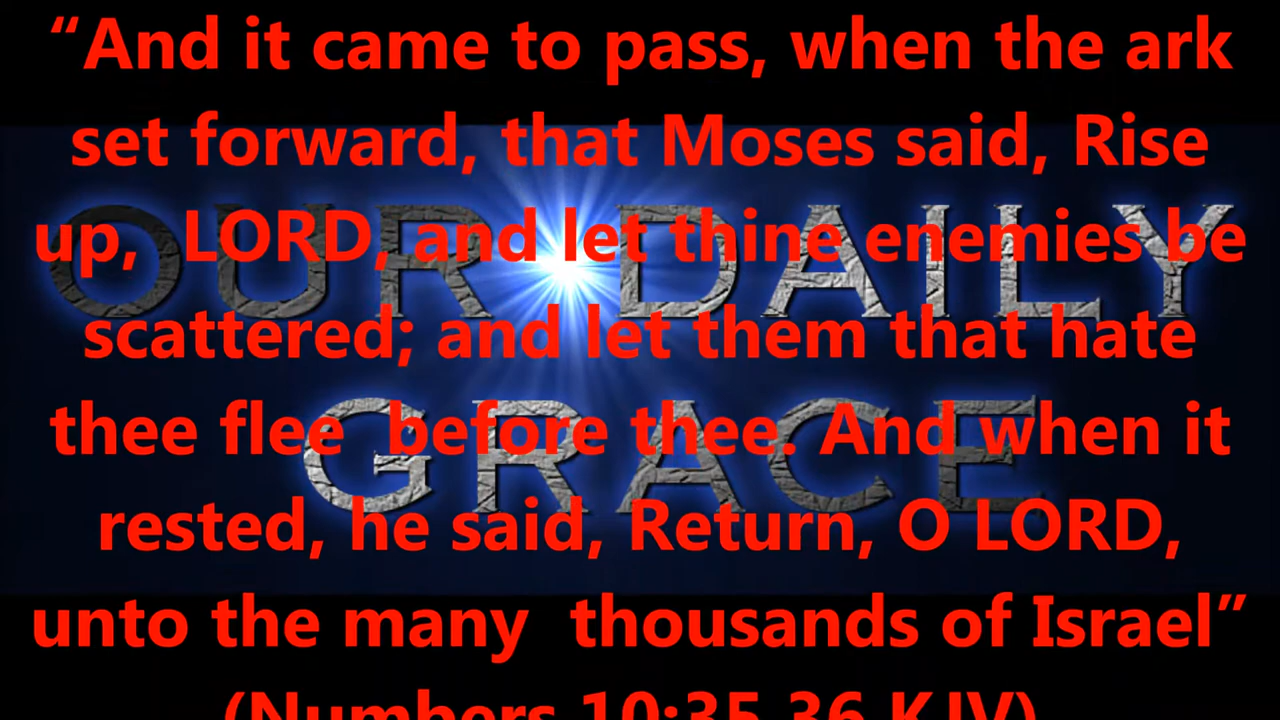 “And it came to pass, when the ark
set forward, that Moses said, Rise
up,  LORD, and let thine enemies be
scattered; and let them that hate
thee flee  before thee. And when it
rested, he said, Return, O LORD,
unto the many  thousands of Israel”
(Numbers 10:35,36 KJV)
OUR DAILY
GRACE